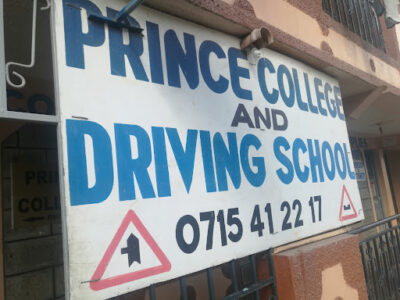 PRINCE COLLEGE
AND
DRIVING SCHOOL
0715 41 22 17